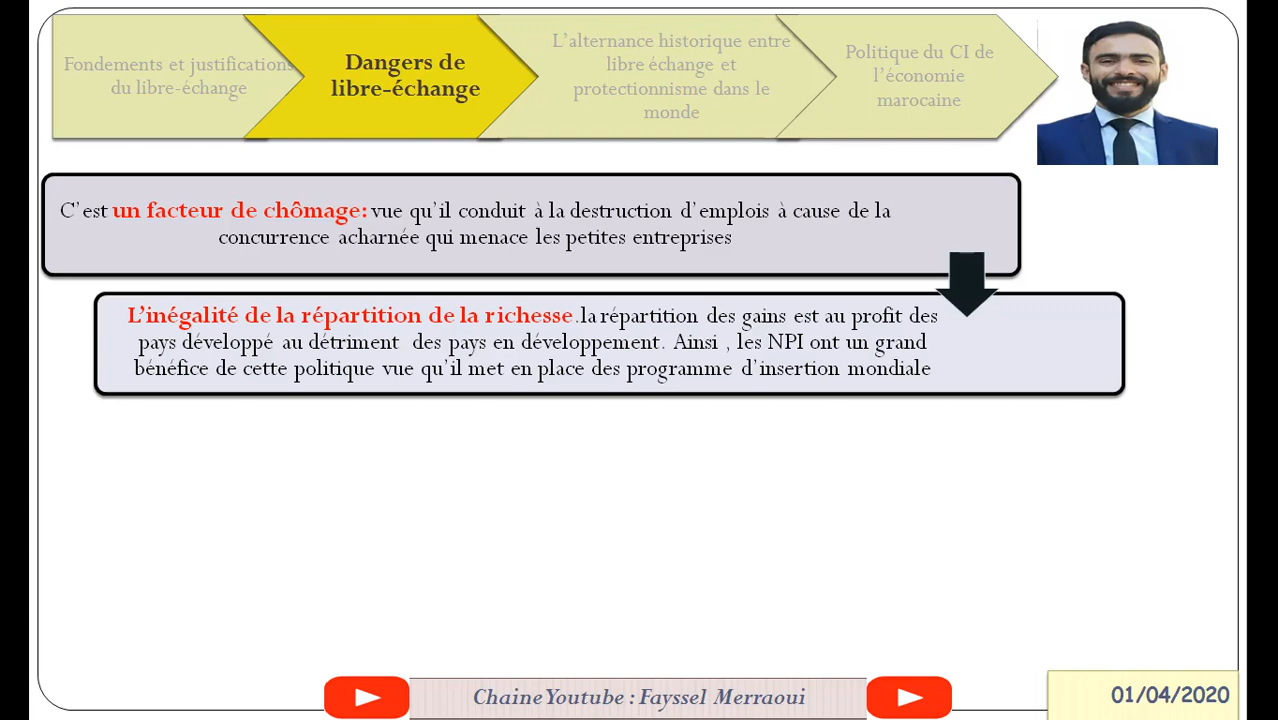 Fondements et justifications
du libre-échange
Dangers de
libre-échange
L'alternance historique entre
libre échange et
protectionnisme dans le
monde
Politique du CI de
l'économie
marocaine
C'est un facteur de chômage: vue qu'il conduit à la destruction d'emplois à cause de la
concurrence acharnée qui menace les petites entreprises
L'inégalité de la répartition de la richesse.la répartition des gains est au profit des
pays développé au détriment des pays en développement. Ainsi , les NPI ont un grand
bénéfice de cette politique vue qu'il met en place des programme d'insertion mondiale
Chaine Youtube : Fayssel Merraoui
01/04/2020